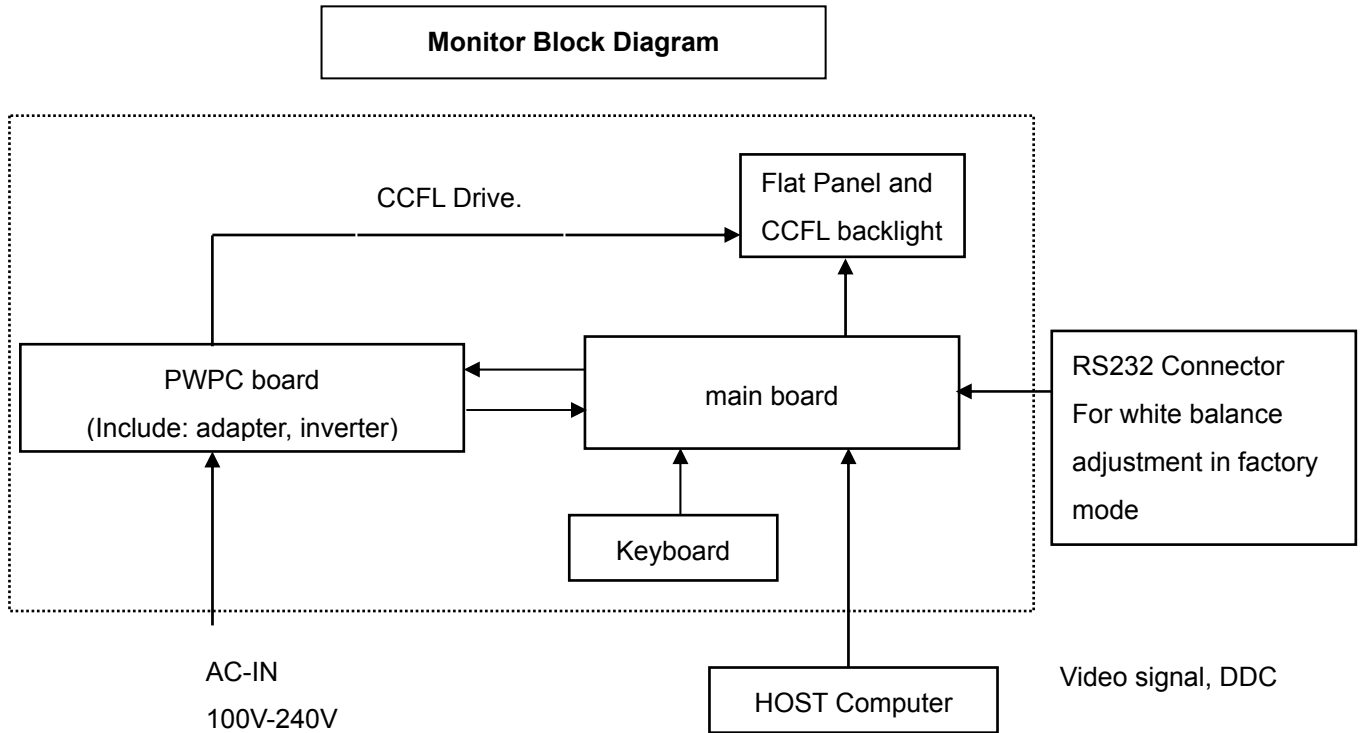 Monitor Block Diagram
Flat Panel and
CCFL backlight
CCFL Drive.
PWPC board
(Include: adapter, inverter)
main board
RS232 Connector
For white balance
adjustment in factory
mode
Keyboard
AC-IN
100V-240V
HOST Computer
Video signal, DDC